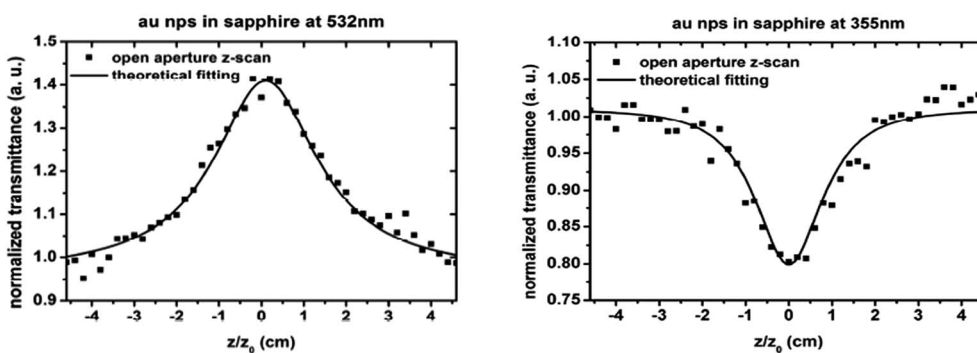 au nps in sapphire at 532nm
normalized transmittance (a. u.)
1.5
1.4
1.3
1.2
1.1
1.0
0.9
open aperture z-scan
theoretical fitting
-4 -3 -2 -1 0 1 2 3 4
z/z0 (cm)
au nps in sapphire at 355nm
normalized transmittance (a. u.)
1.10
1.05
1.00
0.95
0.90
0.85
0.80
0.75
open aperture z-scan
theoretical fitting
-4 -3 -2 -1 0 1 2 3 4
z/z0 (cm)